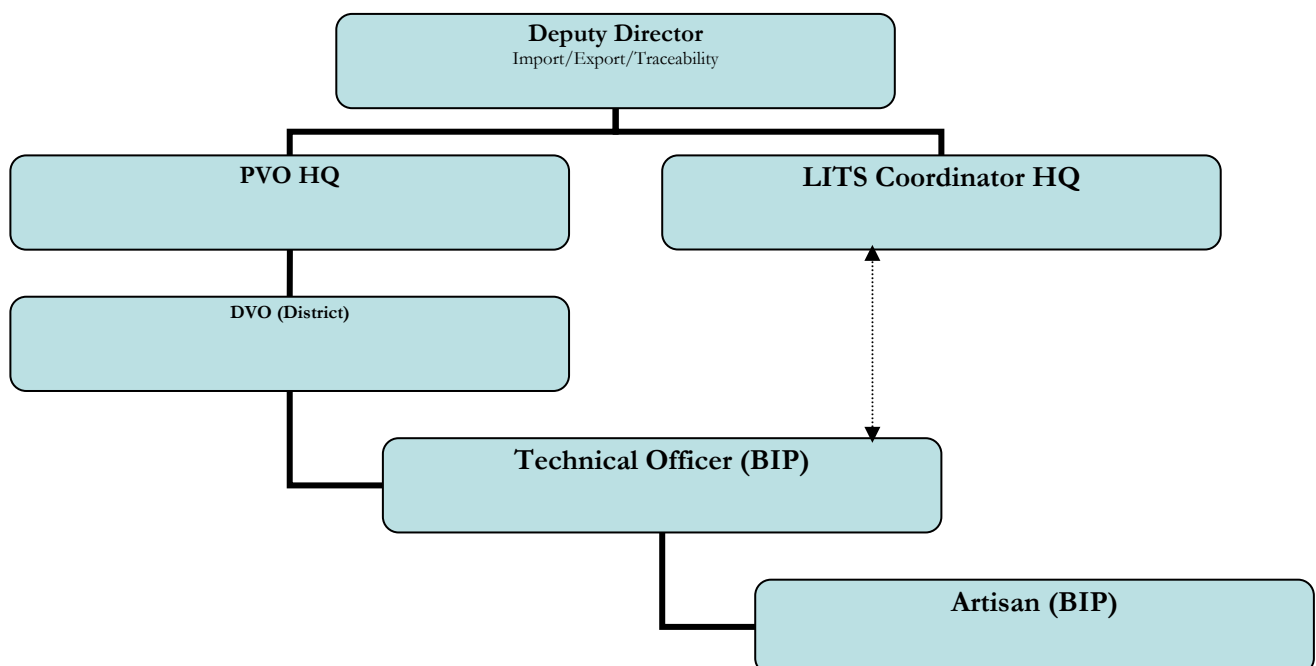 Deputy Director
Import/Export/Traceability
PVO HQ
LITS Coordinator HQ
DVO (District)
Technical Officer (BIP)
Artisan (BIP)